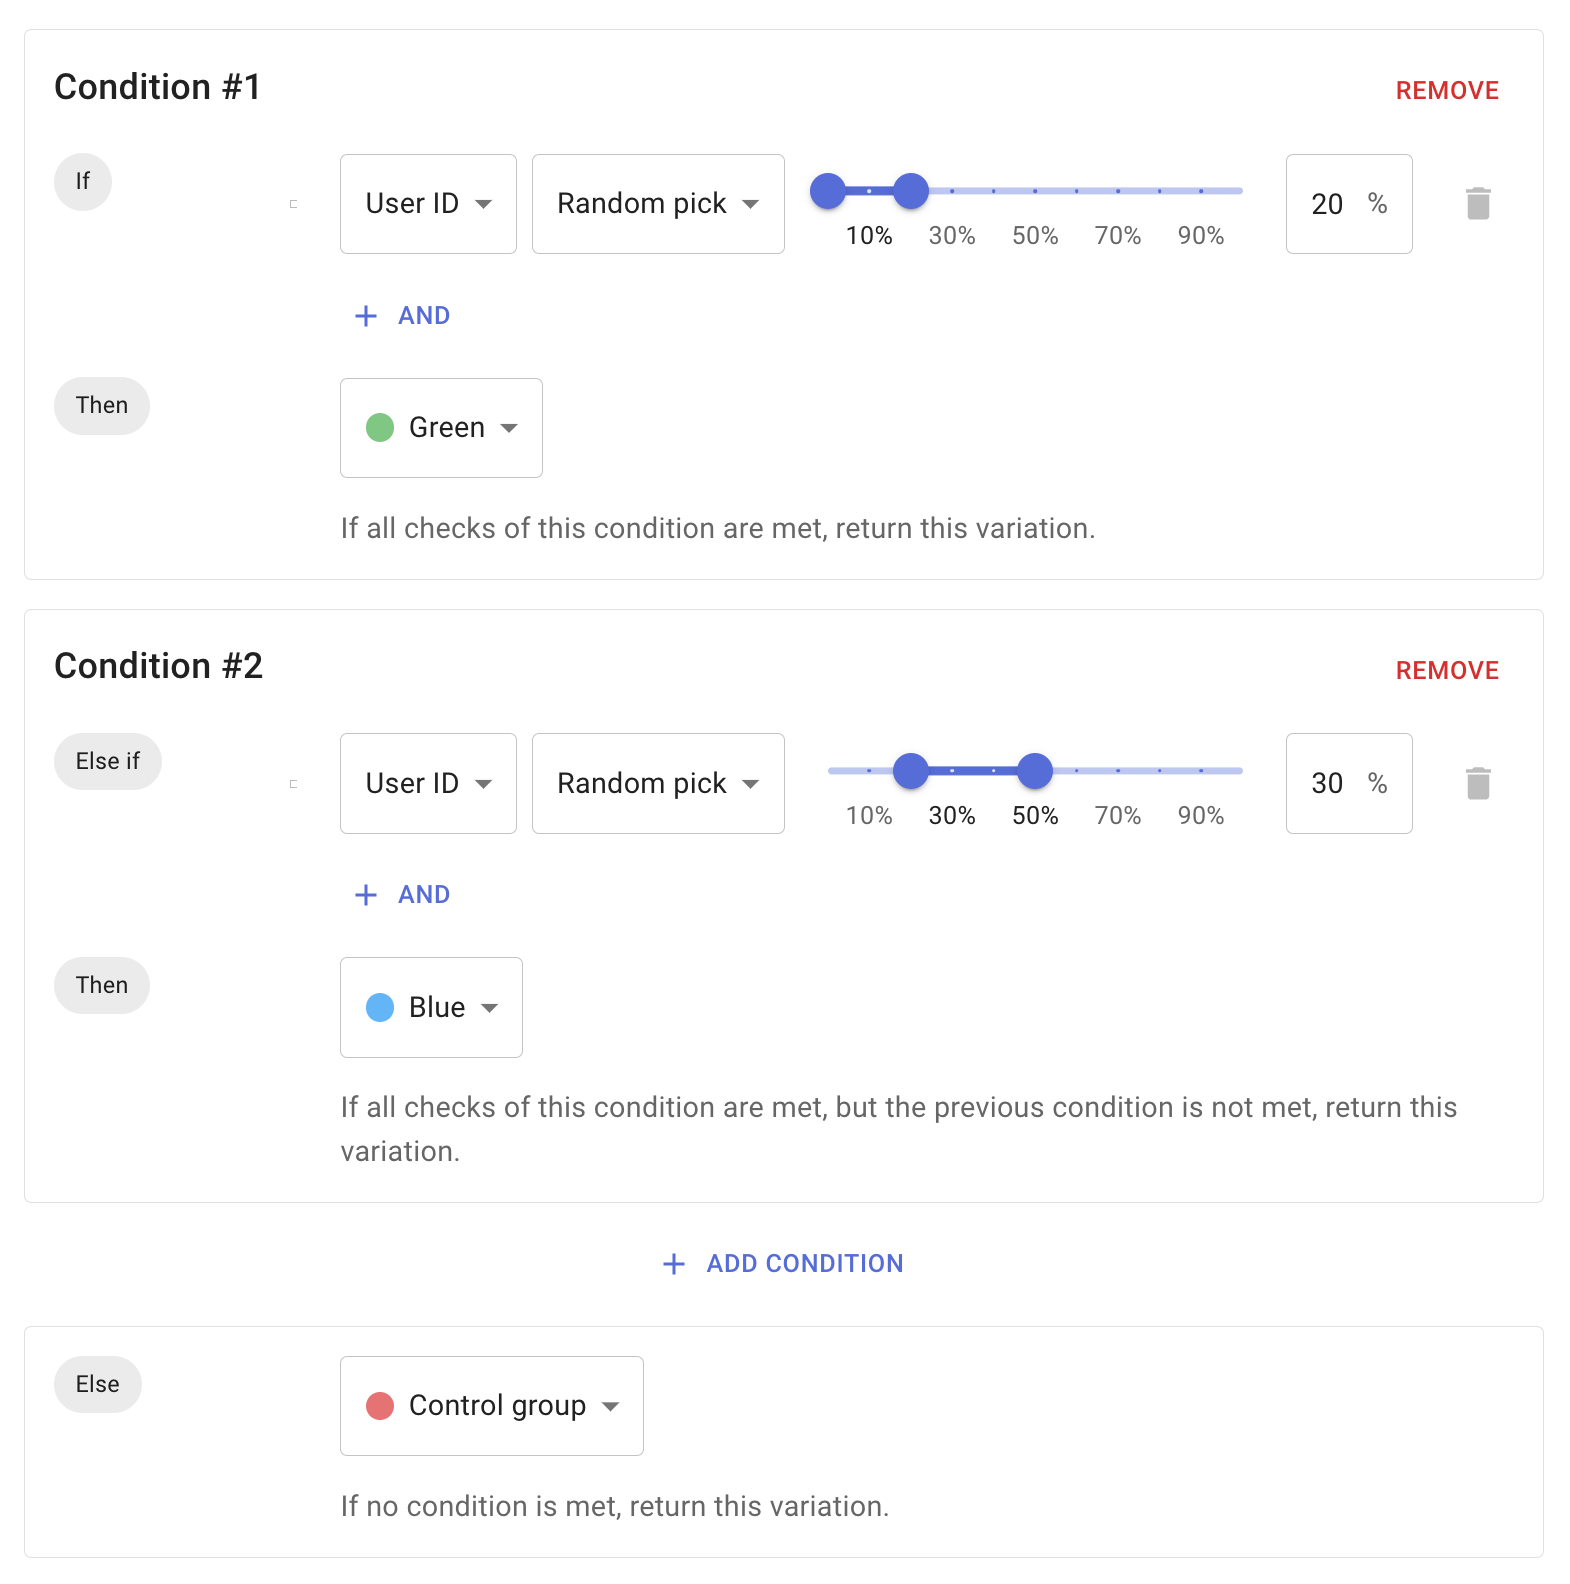 Condition #1
REMOVE
If
User ID
Random pick
20 %
10% 30% 50% 70% 90%
+ AND
Then
Green
If all checks of this condition are met, return this variation.
Condition #2
REMOVE
Else if
User ID
Random pick
30 %
10% 30% 50% 70% 90%
+ AND
Then
Blue
If all checks of this condition are met, but the previous condition is not met, return this
variation.
+ ADD CONDITION
Else
Control group
If no condition is met, return this variation.